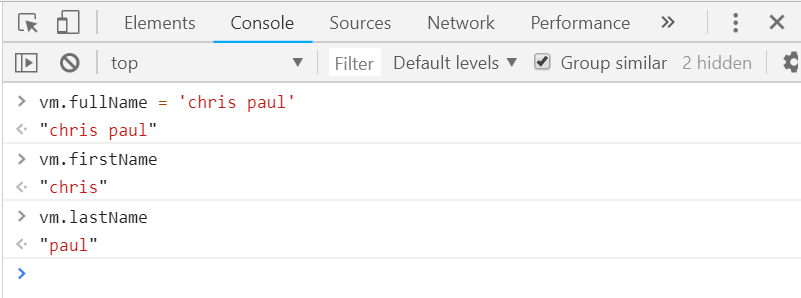 Elements Console Sources Network Performance »
top Filter Default levels Group similar 2 hidden
> vm.fullName = 'chris paul'
"chris paul"
> vm.firstName
"chris"
> vm.lastName
"paul"
>